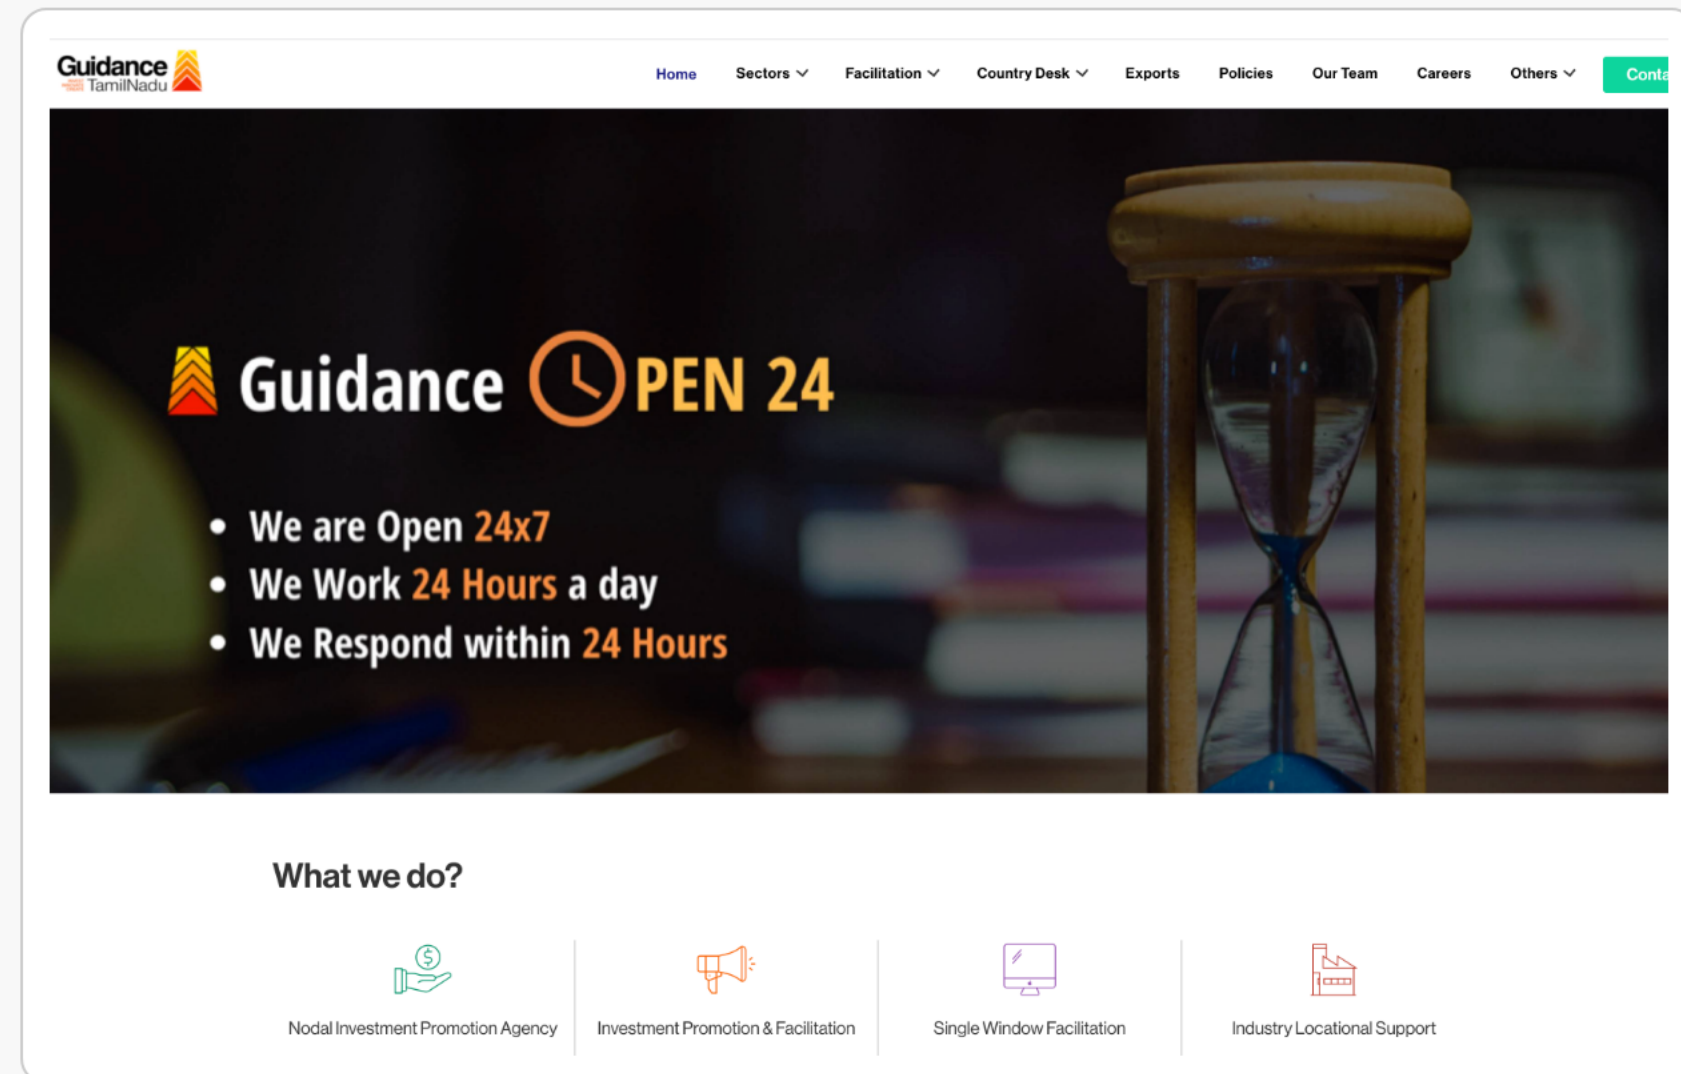 Guidance
TamilNadu
Home Sectors Facilitation Country Desk Exports Policies Our Team Careers Others Conta
Guidance OPEN 24
• We are Open 24x7
• We Work 24 Hours a day
• We Respond within 24 Hours
What we do?
Nodal Investment Promotion Agency
Investment Promotion & Facilitation
Single Window Facilitation
Industry Locational Support